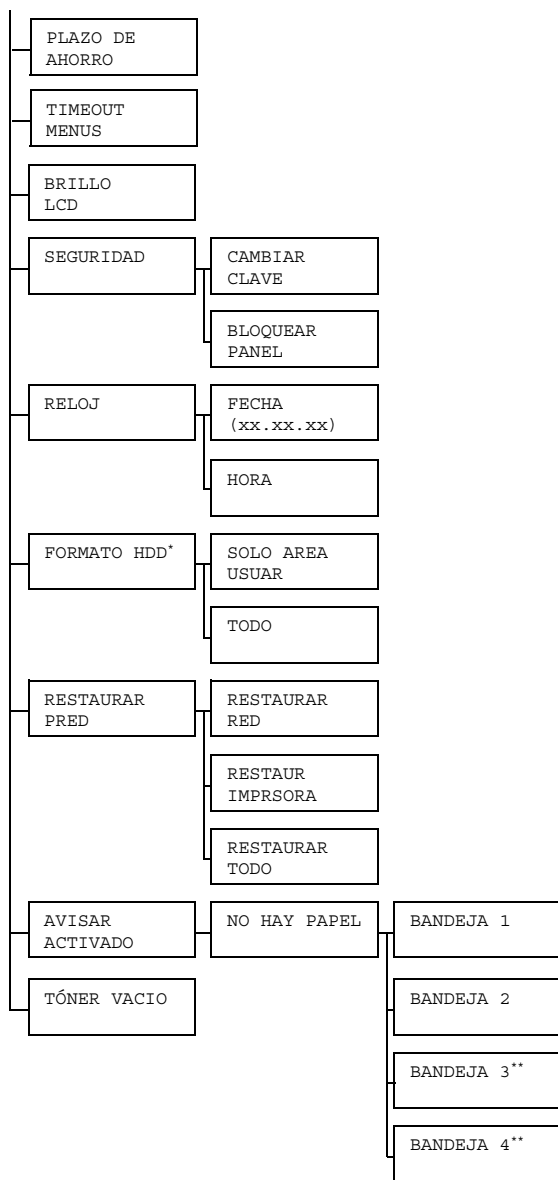 PLAZO DE
AHORRO
TIMEOUT
MENUS
BRILLO
LCD
SEGURIDAD
CAMBIAR
CLAVE
BLOQUEAR
PANEL
RELOJ
FECHA
(xx.xx.xx)
HORA
FORMATO HDD*
SOLO AREA
USUAR
TODO
RESTAURAR
PRED
RESTAURAR
RED
RESTAUR
IMPRSORA
RESTAURAR
TODO
AVISAR
ACTIVADO
NO HAY PAPEL
BANDEJA 1
TÓNER VACIO
BANDEJA 2
BANDEJA 3**
BANDEJA 4**